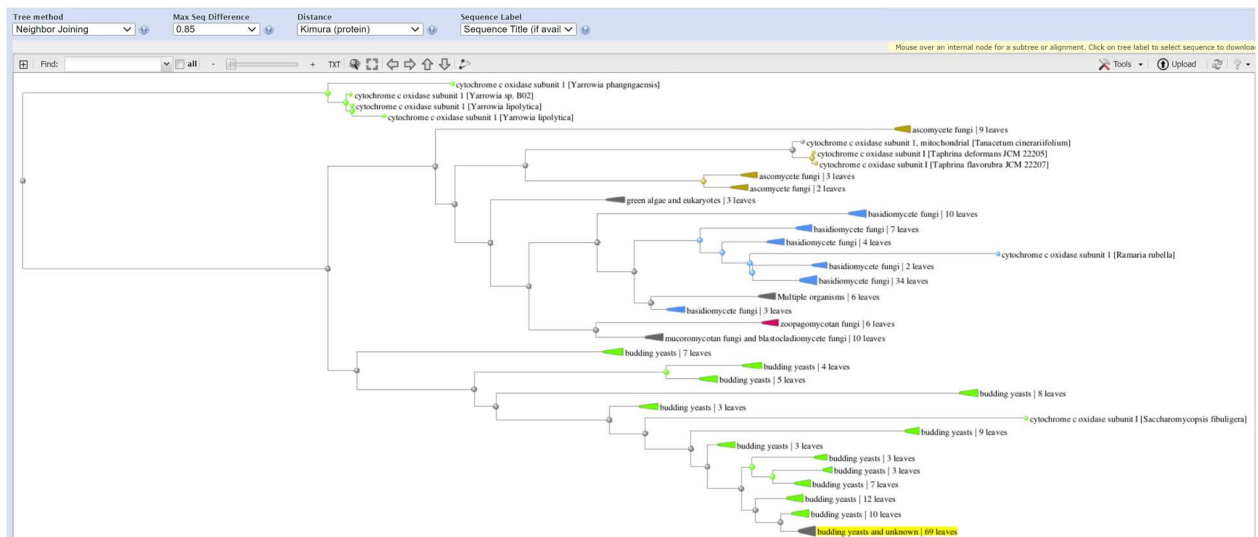 Tree method Max Seq Difference Distance Sequence Label
Neighbor Joining 0.85 Kimura (protein) Sequence Title (if avail
Mouse over an internal node for a subtree or alignment. Click on tree label to select sequence to downloa
Find: all - + TXT Tools Upload ?
cytochrome c oxidase subunit 1 [Yarrowia phangngaensis]
cytochrome c oxidase subunit 1 [Yarrowia sp. B02]
cytochrome c oxidase subunit 1 [Yarrowia lipolytica]
cytochrome c oxidase subunit 1 [Yarrowia lipolytica]
ascomycete fungi | 9 leaves
cytochrome c oxidase subunit 1, mitochondrial [Tanacetum cinerariifolium]
cytochrome c oxidase subunit I [Taphrina deformans JCM 22205]
cytochrome c oxidase subunit I [Taphrina flavorubra JCM 22207]
ascomycete fungi | 3 leaves
ascomycete fungi | 2 leaves
green algae and eukaryotes | 3 leaves
basidiomycete fungi | 10 leaves
basidiomycete fungi | 7 leaves
basidiomycete fungi | 4 leaves
cytochrome c oxidase subunit 1 [Ramaria rubella]
basidiomycete fungi | 2 leaves
basidiomycete fungi | 34 leaves
Multiple organisms | 6 leaves
basidiomycete fungi | 3 leaves
zoopagomycotan fungi | 6 leaves
mucoromycotan fungi and blastocladiomycete fungi | 10 leaves
budding yeasts | 7 leaves
budding yeasts | 4 leaves
budding yeasts | 5 leaves
budding yeasts | 8 leaves
budding yeasts | 3 leaves
cytochrome c oxidase subunit I [Saccharomycopsis fibuligera]
budding yeasts | 9 leaves
budding yeasts | 3 leaves
budding yeasts | 3 leaves
budding yeasts | 3 leaves
budding yeasts | 7 leaves
budding yeasts | 12 leaves
budding yeasts | 10 leaves
budding yeasts and unknown | 69 leaves